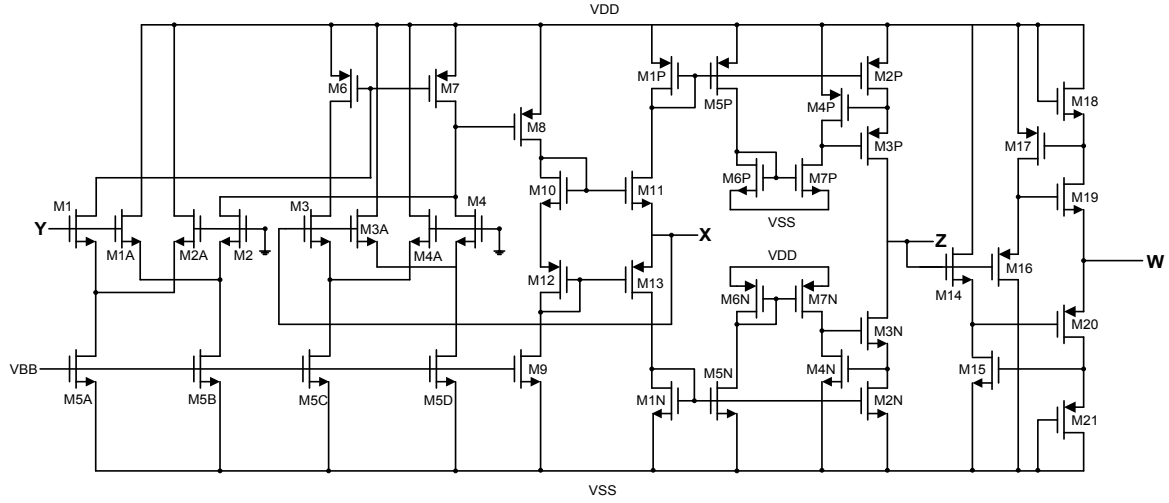 VDD
M6
M7
M8
M1P
M5P
M4P
M2P
M3P
M18
M17
M10
M11
M6P
M7P
M19
VSS
Y
M1
M1A
M2A
M2
M3
M3A
M4A
M4
X
Z
M14
M16
W
M12
M13
VDD
M6N
M7N
M3N
M20
VBB
M5A
M5B
M5C
M5D
M9
M1N
M5N
M4N
M2N
M15
M21
VSS